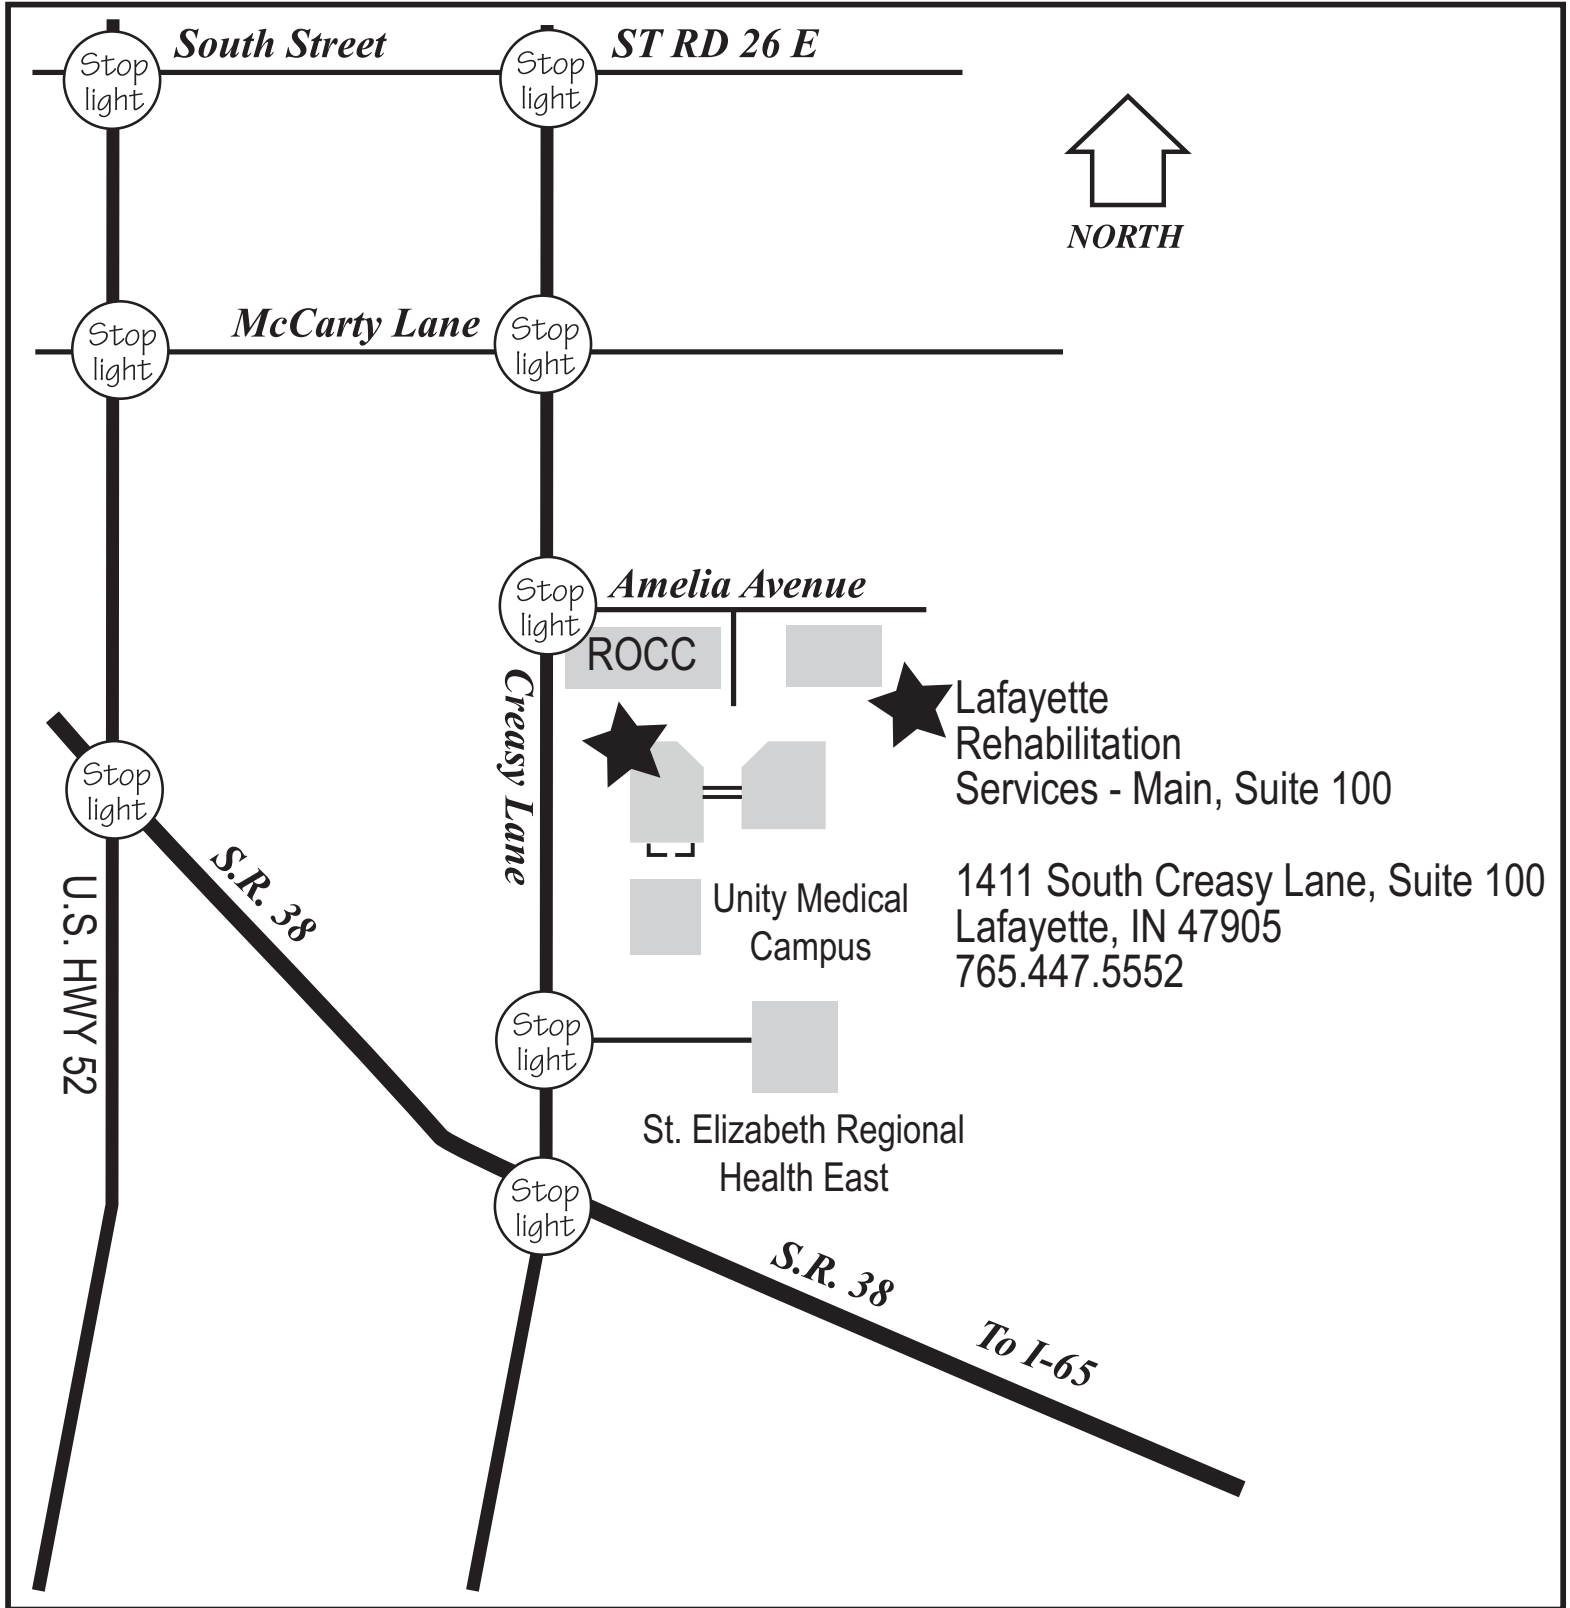 South Street
ST RD 26 E
Stop
light
Stop
light
NORTH
McCarty Lane
Stop
light
Stop
light
Amelia Avenue
Stop
light
ROCC
Creasy Lane
Lafayette
Rehabilitation
Services - Main, Suite 100
Stop
light
S.R. 38
U.S. HWY 52
Unity Medical
Campus
1411 South Creasy Lane, Suite 100
Lafayette, IN 47905
765.447.5552
Stop
light
St. Elizabeth Regional
Health East
Stop
light
S.R. 38
To I-65